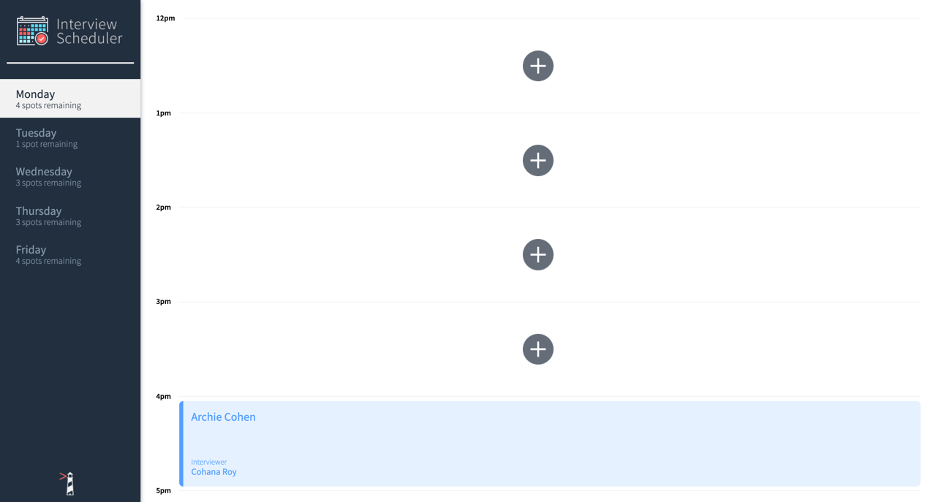 Interview
Scheduler
Monday
4 spots remaining
Tuesday
1 spot remaining
Wednesday
3 spots remaining
Thursday
3 spots remaining
Friday
4 spots remaining
12pm
1pm
2pm
3pm
4pm
Archie Cohen
Interviewer
Cohana Roy
5pm